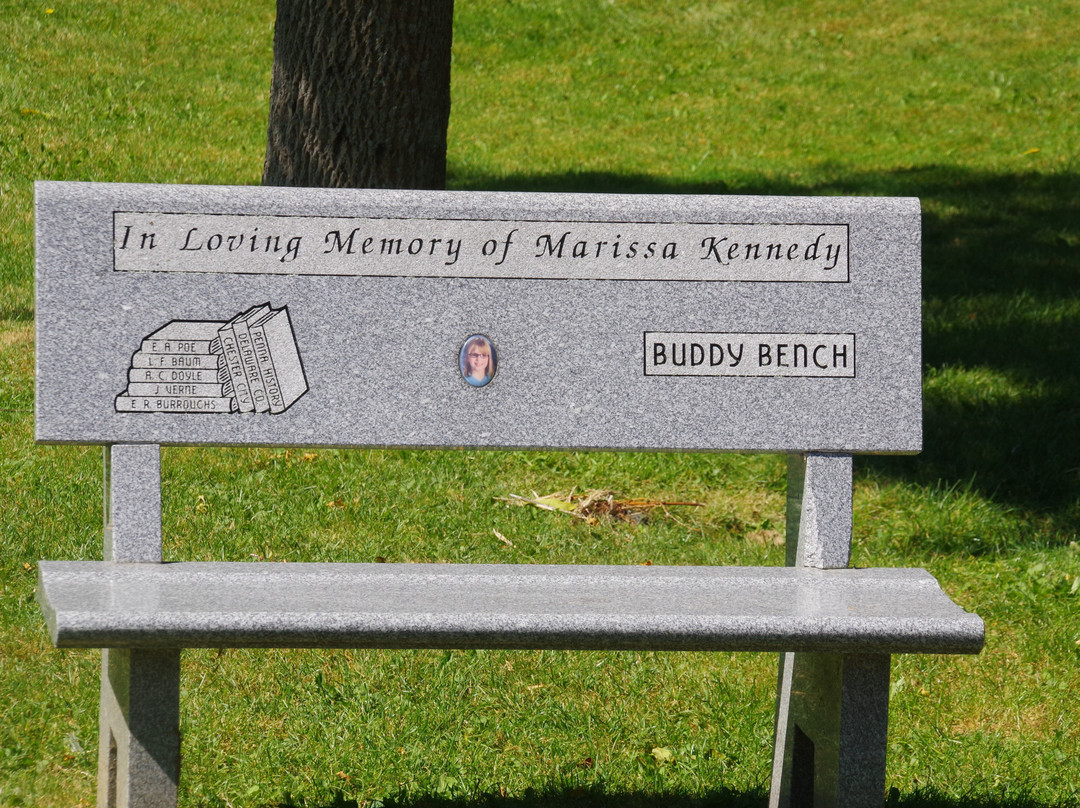 In Loving Memory of Marissa Kennedy
E. A. POE
L. F. BAUM
A. C. DOYLE
J. VERNE
E. R. BURROUGHS
CHESTER CITY
DELAWARE CO.
PENNA HISTORY
BUDDY BENCH